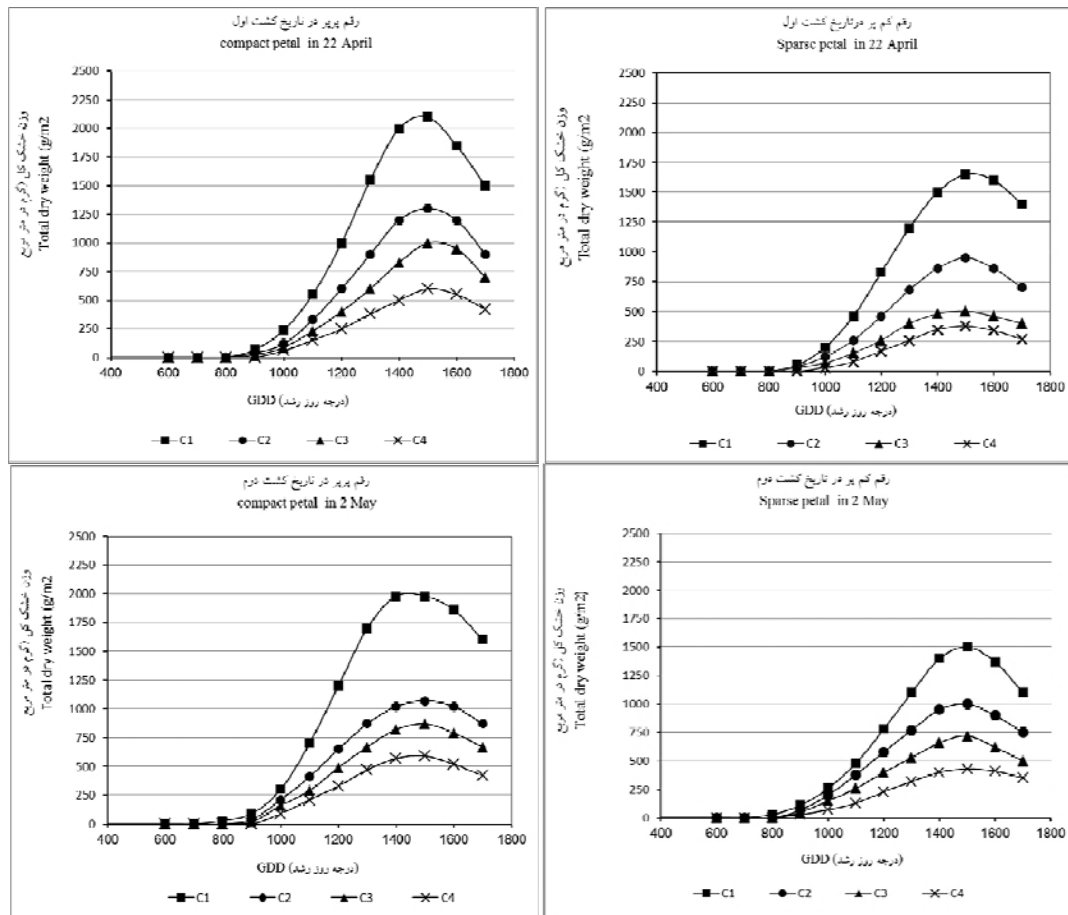 رقم پرپر در تاریخ کشت اول
compact petal in 22 April
وزن خشک کل (گرم در متر مربع
Total dry weight (g/m2
2500
2250
2000
1750
1500
1250
1000
750
500
250
0
400 600 800 1000 1200 1400 1600 1800
GDD (درجه روز رشد)
C1 C2 C3 C4
رقم کم پر درتاریخ کشت اول
Sparse petal in 22 April
وزن خشک کل (گرم در متر مربع
Total dry weight (g/m2
2500
2250
2000
1750
1500
1250
1000
750
500
250
0
400 600 800 1000 1200 1400 1600 1800
GDD (درجه روز رشد)
C1 C2 C3 C4
رقم پرپر در تاریخ کشت دوم
compact petal in 2 May
وزن خشک کل (گرم در متر مربع
Total dry weight (g/m2
2500
2250
2000
1750
1500
1250
1000
750
500
250
0
400 600 800 1000 1200 1400 1600 1800
GDD (درجه روز رشد)
C1 C2 C3 C4
رقم کم پر در تاریخ کشت دوم
Sparse petal in 2 May
وزن خشک کل (گرم در متر مربع
Total dry weight (g/m2)
2500
2250
2000
1750
1500
1250
1000
750
500
250
0
400 600 800 1000 1200 1400 1600 1800
GDD (درجه روز رشد)
C1 C2 C3 C4